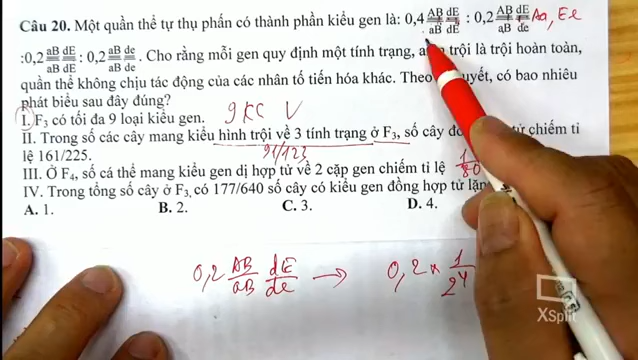 Câu 20. Một quần thể tự thụ phấn có thành phần kiểu gen là: 0,4 AB/aB dE/dE : 0,2 AB/aB dE/de Aa, Ee
:0,2 aB/aB dE/dE : 0,2 aB/aB de/de . Cho rằng mỗi gen quy định một tính trạng, trội là trội hoàn toàn,
quần thể không chịu tác động của các nhân tố tiến hóa khác. Theo có bao nhiêu
phát biểu sau đây đúng? 9KG V
I. F3 có tối đa 9 loại kiểu gen.
II. Trong số các cây mang kiểu hình trội về 3 tính trạng ở F3, số cây chiếm tỉ
lệ 161/225. 91/123
III. Ở F4, số cá thể mang kiểu gen dị hợp tử về 2 cặp gen chiếm tỉ lệ 1/80
IV. Trong tổng số cây ở F3, có 177/640 số cây có kiểu gen đồng hợp tử lặn
A. 1. B. 2. C. 3. D. 4.
0,2 AB/aB dE/de → 0,2 x 1/2^4
XSplit